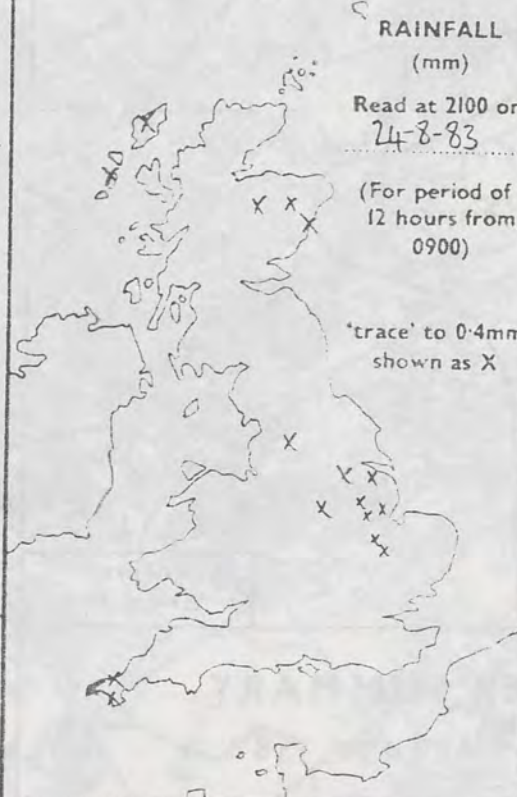 RAINFALL
(mm)
Read at 2100 on
24-8-83
(For period of
12 hours from
0900)
'trace' to 0·4mm
shown as X
X
X
X X
X
X
X X
X X X
X
X
X
X
X